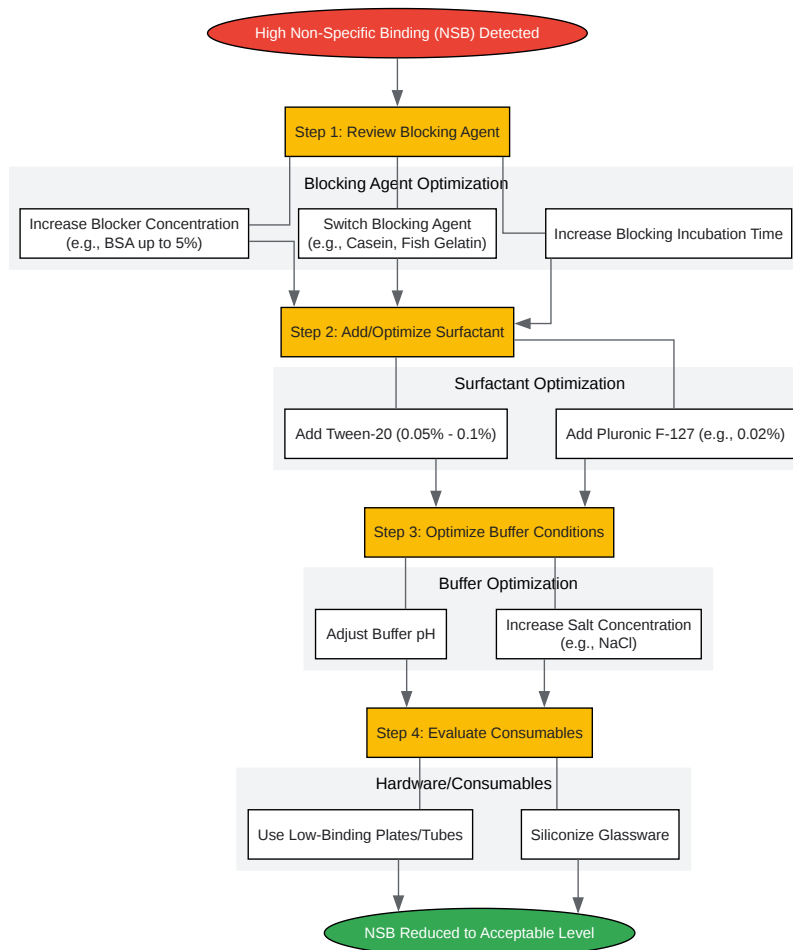 High Non-Specific Binding (NSB) Detected
Step 1: Review Blocking Agent
Blocking Agent Optimization
Increase Blocker Concentration
(e.g., BSA up to 5%)
Switch Blocking Agent
(e.g., Casein, Fish Gelatin)
Increase Blocking Incubation Time
Step 2: Add/Optimize Surfactant
Surfactant Optimization
Add Tween-20 (0.05% - 0.1%)
Add Pluronic F-127 (e.g., 0.02%)
Step 3: Optimize Buffer Conditions
Buffer Optimization
Adjust Buffer pH
Increase Salt Concentration
(e.g., NaCl)
Step 4: Evaluate Consumables
Hardware/Consumables
Use Low-Binding Plates/Tubes
Siliconize Glassware
NSB Reduced to Acceptable Level